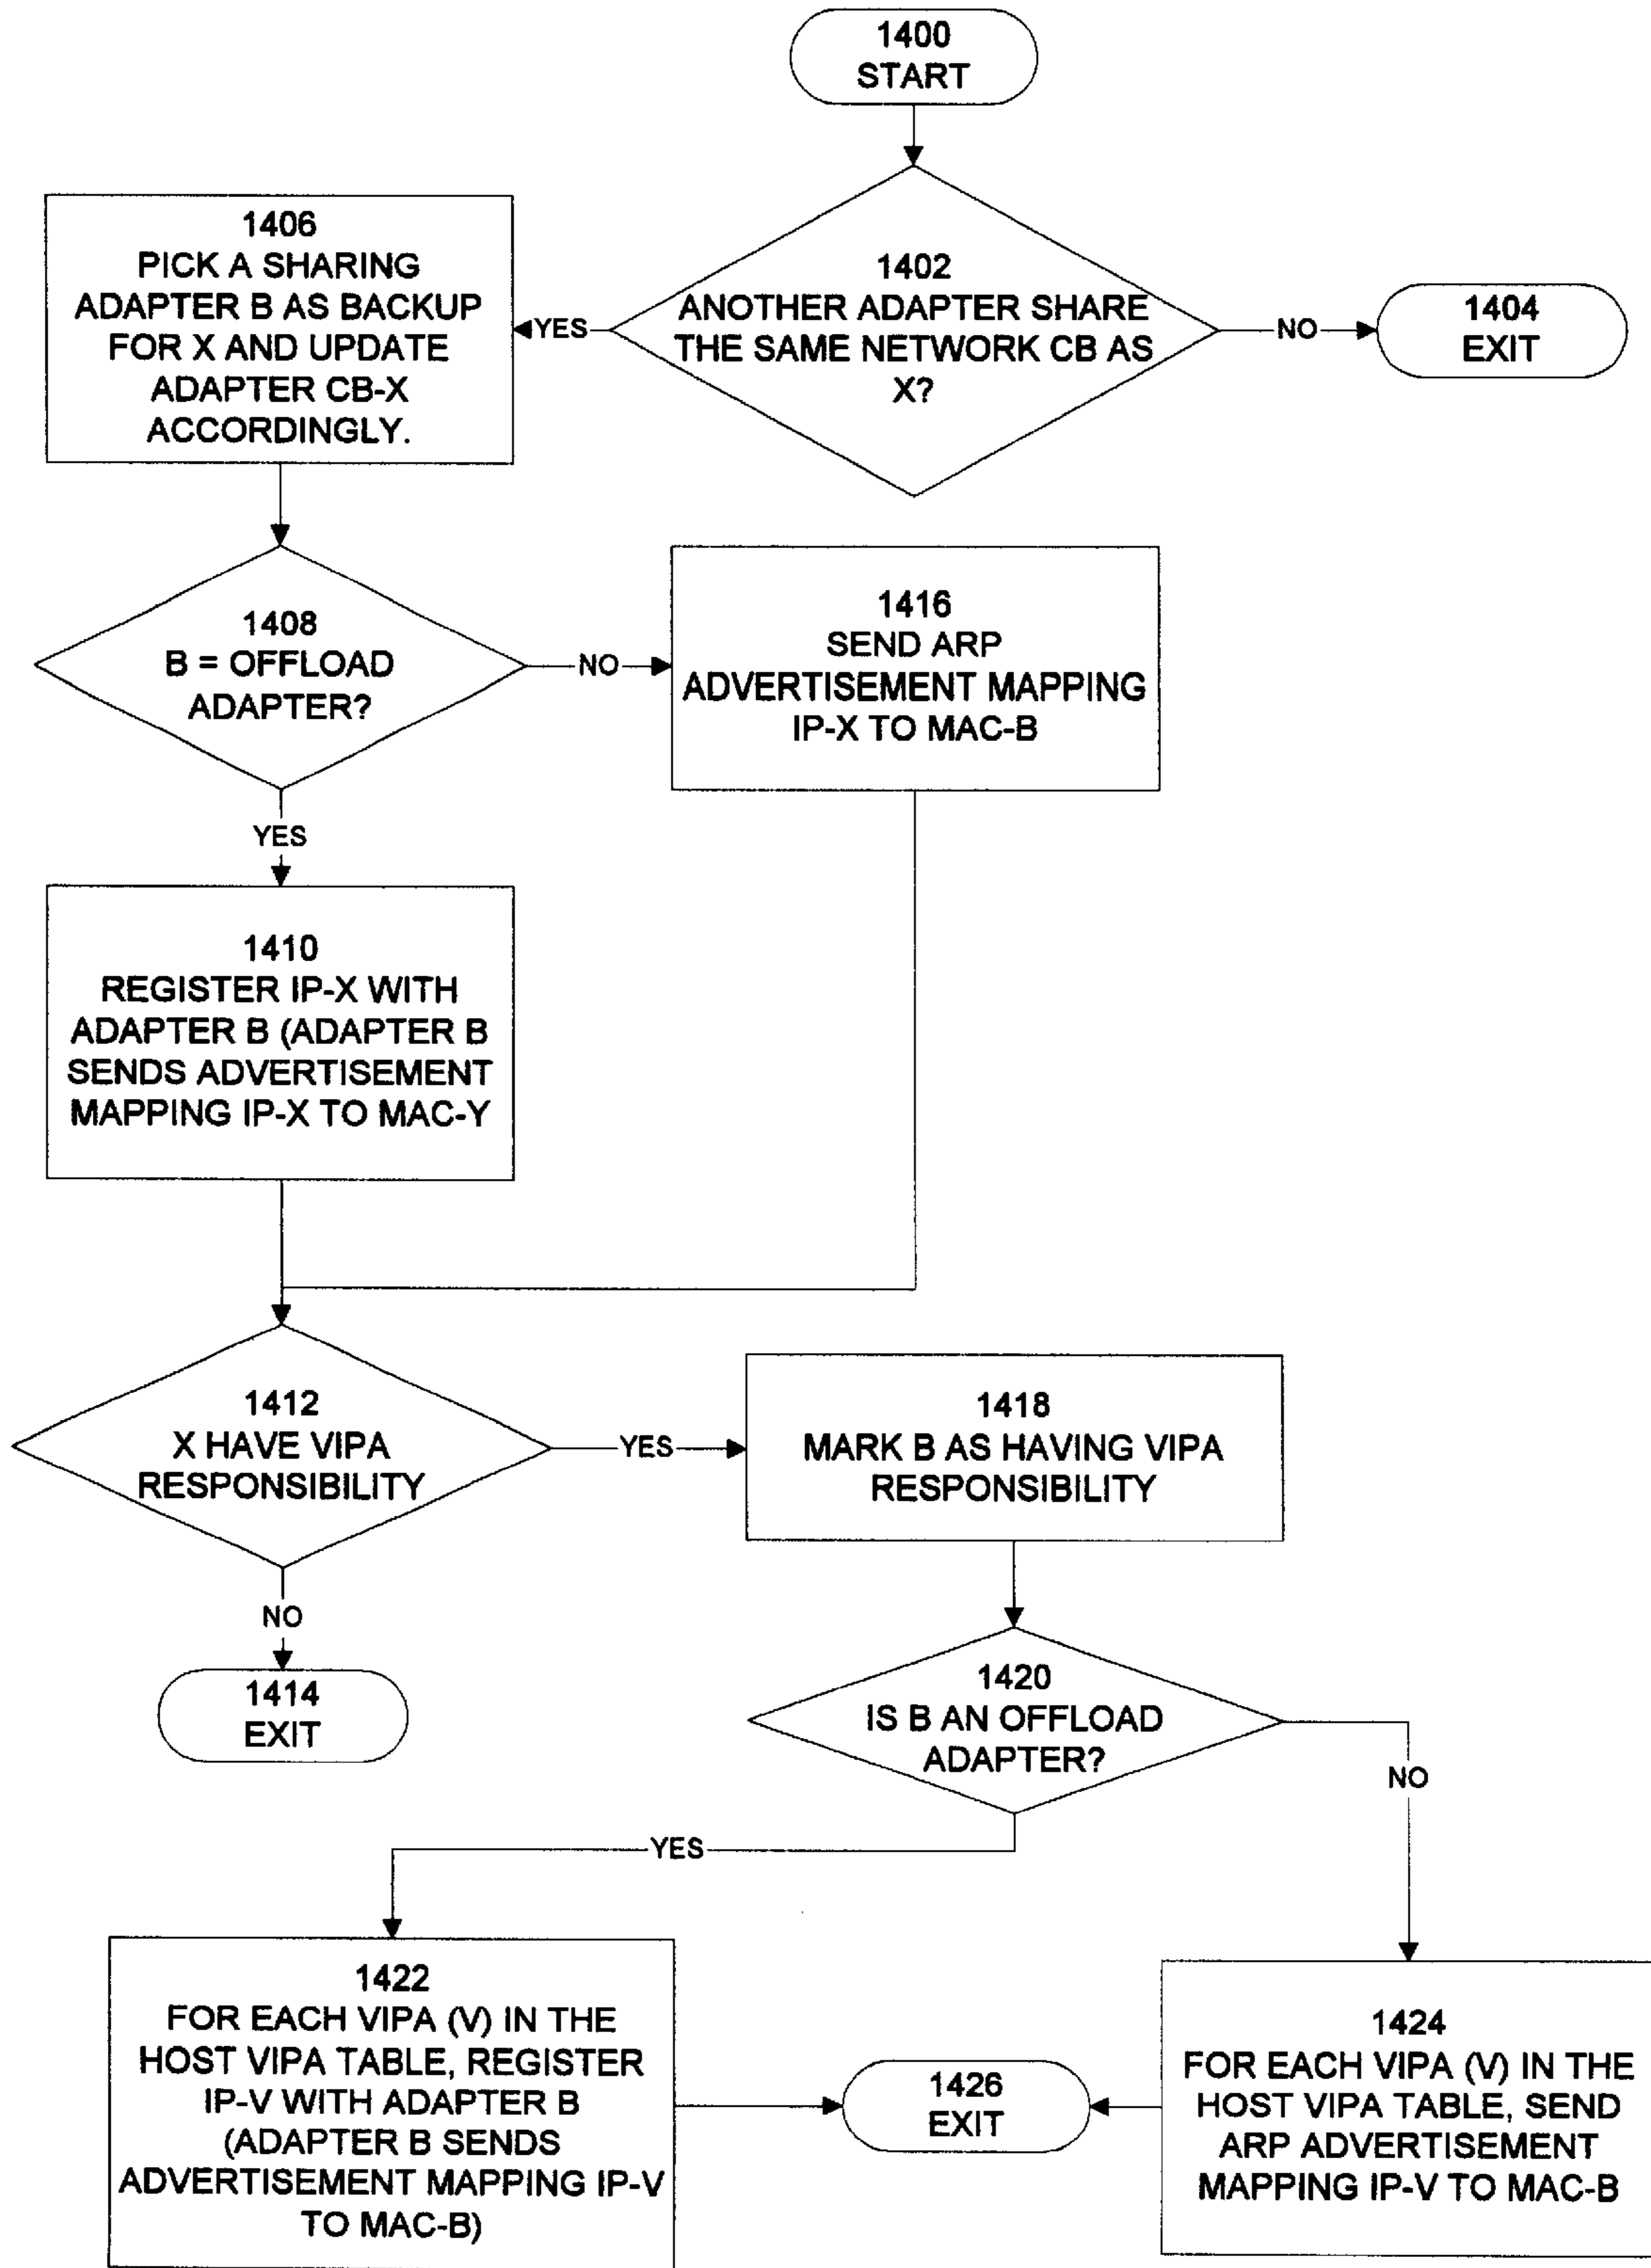 1400
START
1402
ANOTHER ADAPTER SHARE
THE SAME NETWORK CB AS
X?
YES
NO
1404
EXIT
1406
PICK A SHARING
ADAPTER B AS BACKUP
FOR X AND UPDATE
ADAPTER CB-X
ACCORDINGLY.
1408
B = OFFLOAD
ADAPTER?
NO
1416
SEND ARP
ADVERTISEMENT MAPPING
IP-X TO MAC-B
YES
1410
REGISTER IP-X WITH
ADAPTER B (ADAPTER B
SENDS ADVERTISEMENT
MAPPING IP-X TO MAC-Y
1412
X HAVE VIPA
RESPONSIBILITY
YES
1418
MARK B AS HAVING VIPA
RESPONSIBILITY
NO
1414
EXIT
1420
IS B AN OFFLOAD
ADAPTER?
NO
YES
1422
FOR EACH VIPA (V) IN THE
HOST VIPA TABLE, REGISTER
IP-V WITH ADAPTER B
(ADAPTER B SENDS
ADVERTISEMENT MAPPING IP-V
TO MAC-B)
1426
EXIT
1424
FOR EACH VIPA (V) IN THE
HOST VIPA TABLE, SEND
ARP ADVERTISEMENT
MAPPING IP-V TO MAC-B